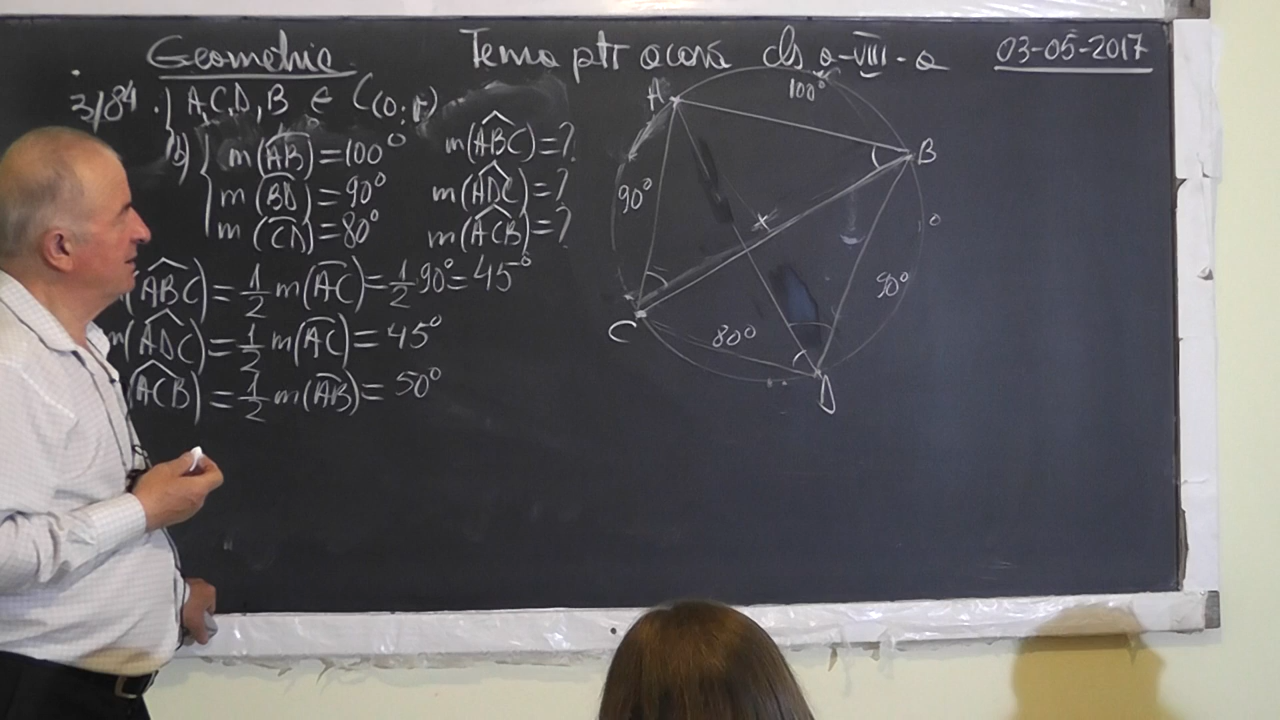 Geometrie Tema ptr acasă cls a-VIII-a 03-05-2017
3/84. A,C,D,B ∈ C(O;r)
b) m(AB)=100° m(ABC)=?
m(BD)=90° m(ADC)=?
m(CD)=80° m(ACB)=?
(ABC)=1/2 m(AC)=1/2 90°=45°
m(ADC)=1/2 m(AC)=45°
(ACB)=1/2 m(AB)=50°
A
100°
B
90°
90°
C
80°
D